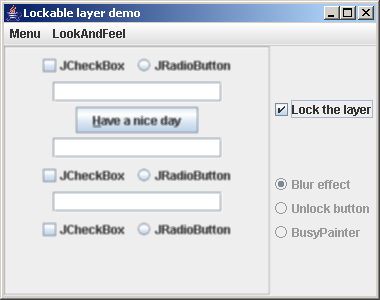 Lockable layer demo
Menu LookAndFeel
JCheckBox JRadioButton
Have a nice day
JCheckBox JRadioButton
JCheckBox JRadioButton
Lock the layer
Blur effect
Unlock button
BusyPainter